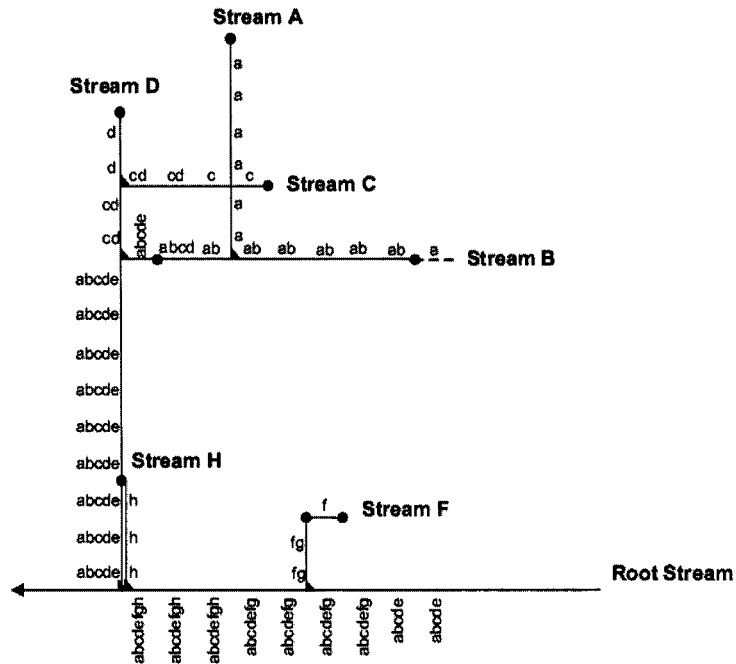 Stream A
a
Stream D
a
d
a
d
cd
cd
c
a
c
Stream C
cd
a
cd
abcde
abcd
ab
a
ab
ab
ab
ab
a
Stream B
abcde
abcde
abcde
abcde
abcde
abcde
Stream H
abcde
h
f
Stream F
abcde
h
fg
abcde
h
fg
Root Stream
abcdefgh
abcdefgh
abcdefgh
abcdefg
abcdefg
abcdefg
abcdefg
abcde
abcde